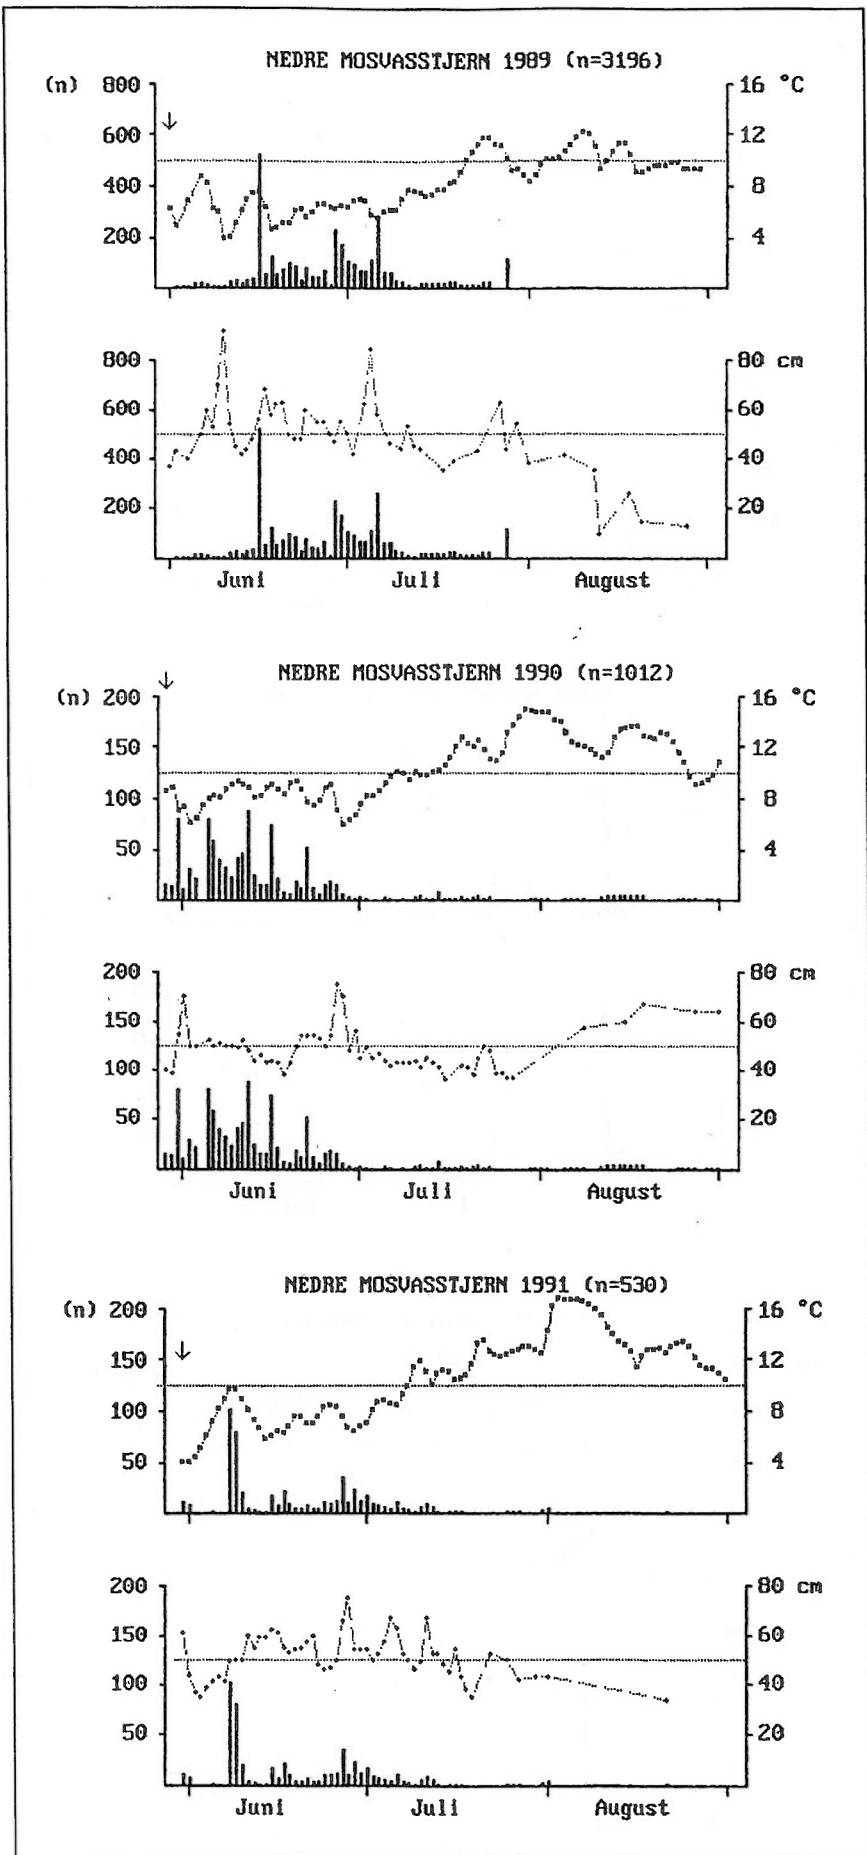 NEDRE MOSVASSTJERN 1989 (n=3196)
(n) 800 16 °C
600 12
400 8
200 4
800 80 cm
600 60
400 40
200 20
Juni Juli August
NEDRE MOSVASSTJERN 1990 (n=1012)
(n) 200 16 °C
150 12
100 8
50 4
200 80 cm
150 60
100 40
50 20
Juni Juli August
NEDRE MOSVASSTJERN 1991 (n=530)
(n) 200 16 °C
150 12
100 8
50 4
200 80 cm
150 60
100 40
50 20
Juni Juli August